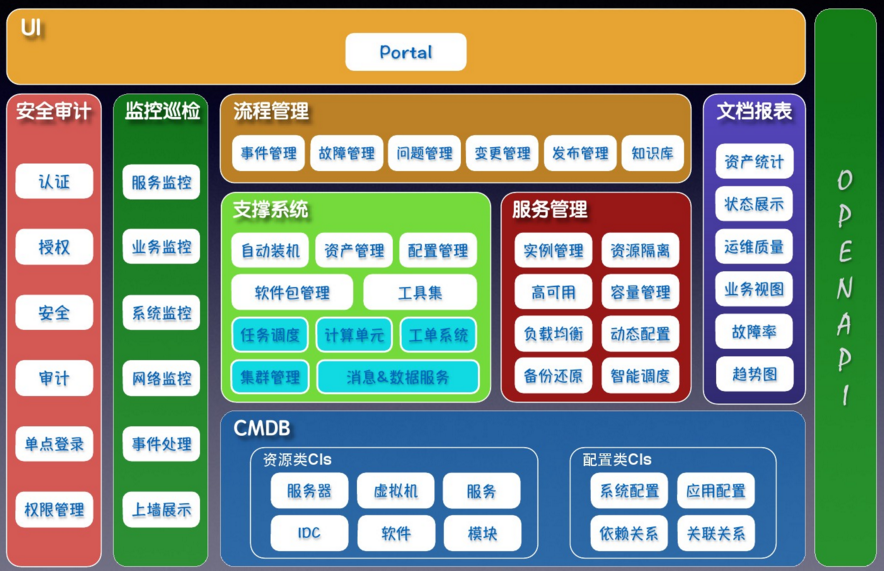 UI
Portal
安全审计
认证
授权
安全
审计
单点登录
权限管理
监控巡检
服务监控
业务监控
系统监控
网络监控
事件处理
上墙展示
流程管理
事件管理 故障管理 问题管理 变更管理 发布管理 知识库
支撑系统
自动装机 资产管理 配置管理
软件包管理 工具集
任务调度 计算单元 工单系统
集群管理 消息&数据服务
服务管理
实例管理 资源隔离
高可用 容量管理
负载均衡 动态配置
备份还原 智能调度
文档报表
资产统计
状态展示
运维质量
业务视图
故障率
趋势图
CMDB
资源类CIs
服务器 虚拟机 服务
IDC 软件 模块
配置类CIs
系统配置 应用配置
依赖关系 关联关系
OPENAPI